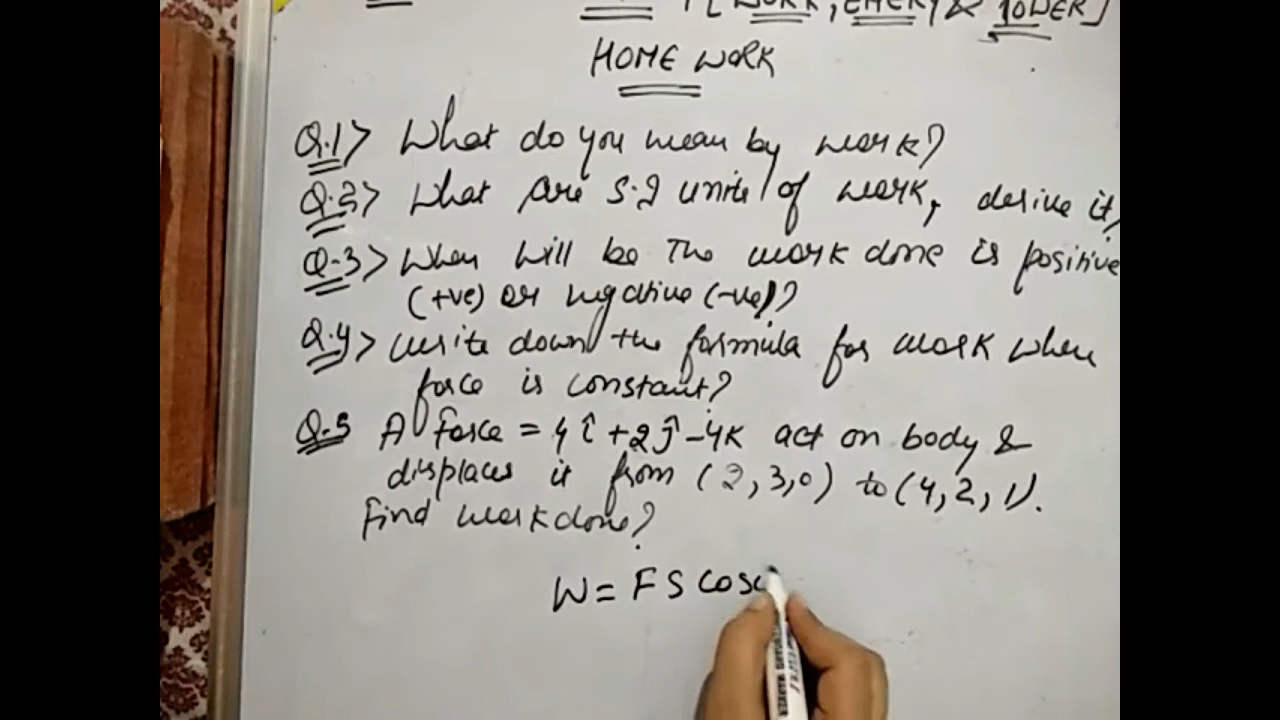 [WORK, ENERY & POWER]
HOME WORK
Q.1> What do you mean by work?
Q.2> What are S.I units of work, derive it,
Q.3> When will be the work done is positive
(+ve) or negative (-ve)?
Q.4> write down the formula for work when
force is constant?
Q.5 A force = 4î+2ĵ-4k act on body &
displaces it from (2,3,0) to (4,2,1).
Find work done?
W= FS cos